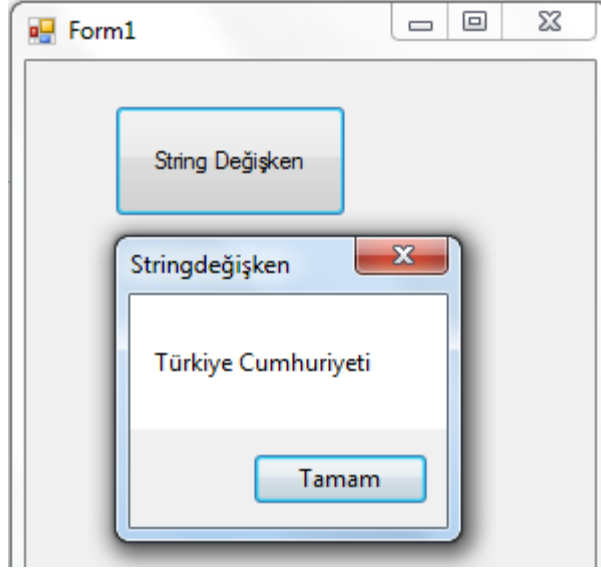 Form1
String Değişken
Stringdeğişken
Türkiye Cumhuriyeti
Tamam